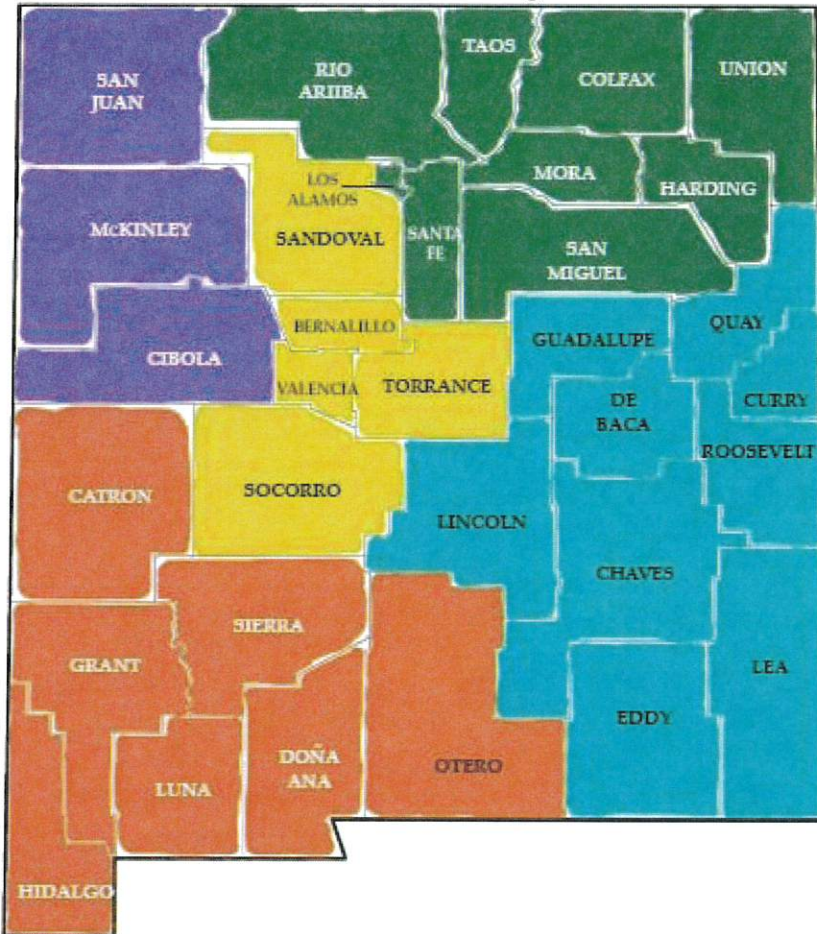 TAOS
SAN
JUAN
RIO
ARIIBA
COLFAX
UNION
LOS
ALAMOS
MORA
HARDING
McKINLEY
SANDOVAL
SANTA
FE
SAN
MIGUEL
BERNALILLO
GUADALUPE
QUAY
CIBOLA
VALENCIA
TORRANCE
DE
BACA
CURRY
ROOSEVELT
CATRON
SOCORRO
LINCOLN
CHAVES
SIERRA
GRANT
LEA
EDDY
DOÑA
ANA
OTERO
LUNA
HIDALGO